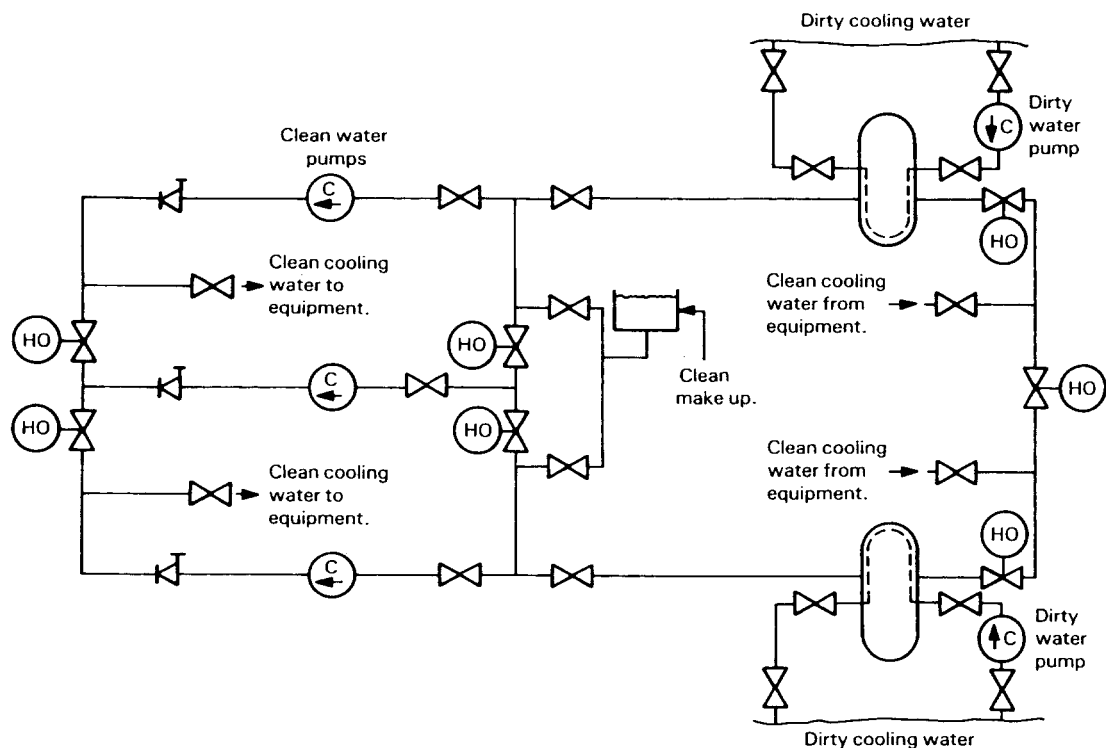 Dirty cooling water
Dirty
water
pump
C
Clean water
pumps
C
HO
Clean cooling
water to
equipment.
Clean cooling
water from
equipment.
HO
HO
C
Clean
make up.
HO
HO
HO
Clean cooling
water to
equipment.
Clean cooling
water from
equipment.
HO
C
Dirty
water
pump
C
Dirty cooling water